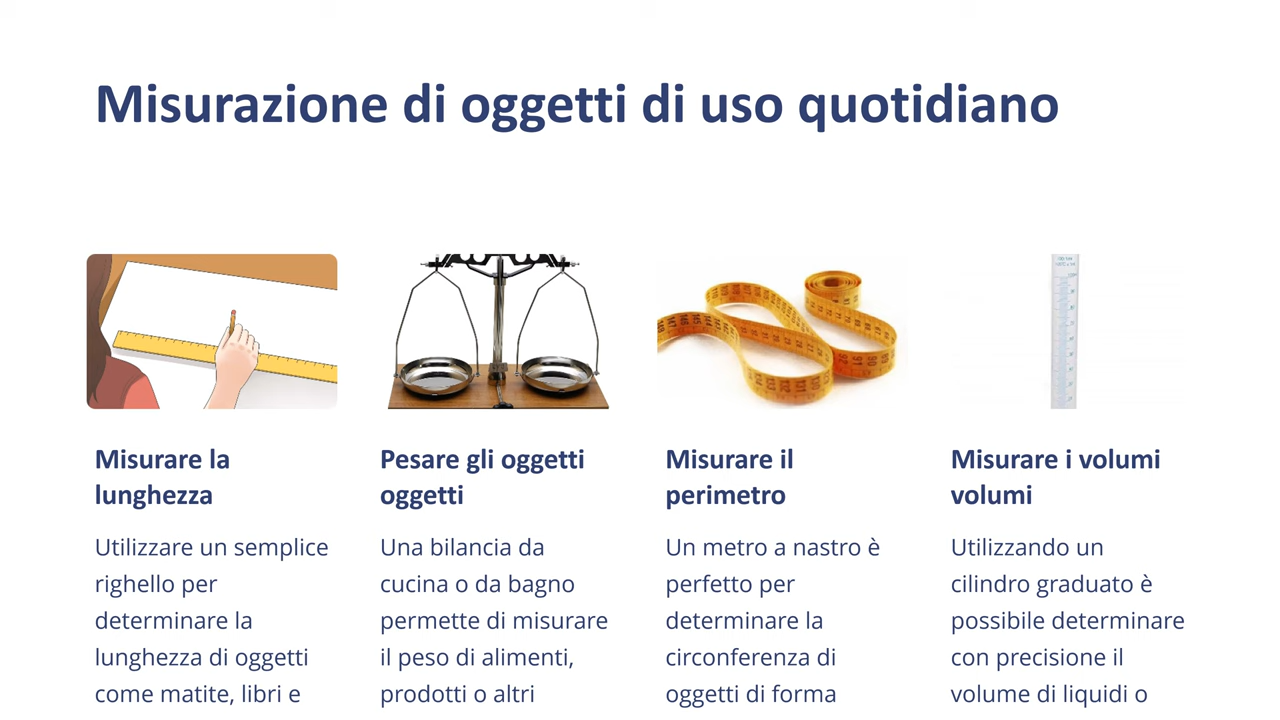 Misurazione di oggetti di uso quotidiano
Misurare la
lunghezza
Utilizzare un semplice
righello per
determinare la
lunghezza di oggetti
come matite, libri e
Pesare gli oggetti
oggetti
Una bilancia da
cucina o da bagno
permette di misurare
il peso di alimenti,
prodotti o altri
Misurare il
perimetro
Un metro a nastro è
perfetto per
determinare la
circonferenza di
oggetti di forma
Misurare i volumi
volumi
Utilizzando un
cilindro graduato è
possibile determinare
con precisione il
volume di liquidi o